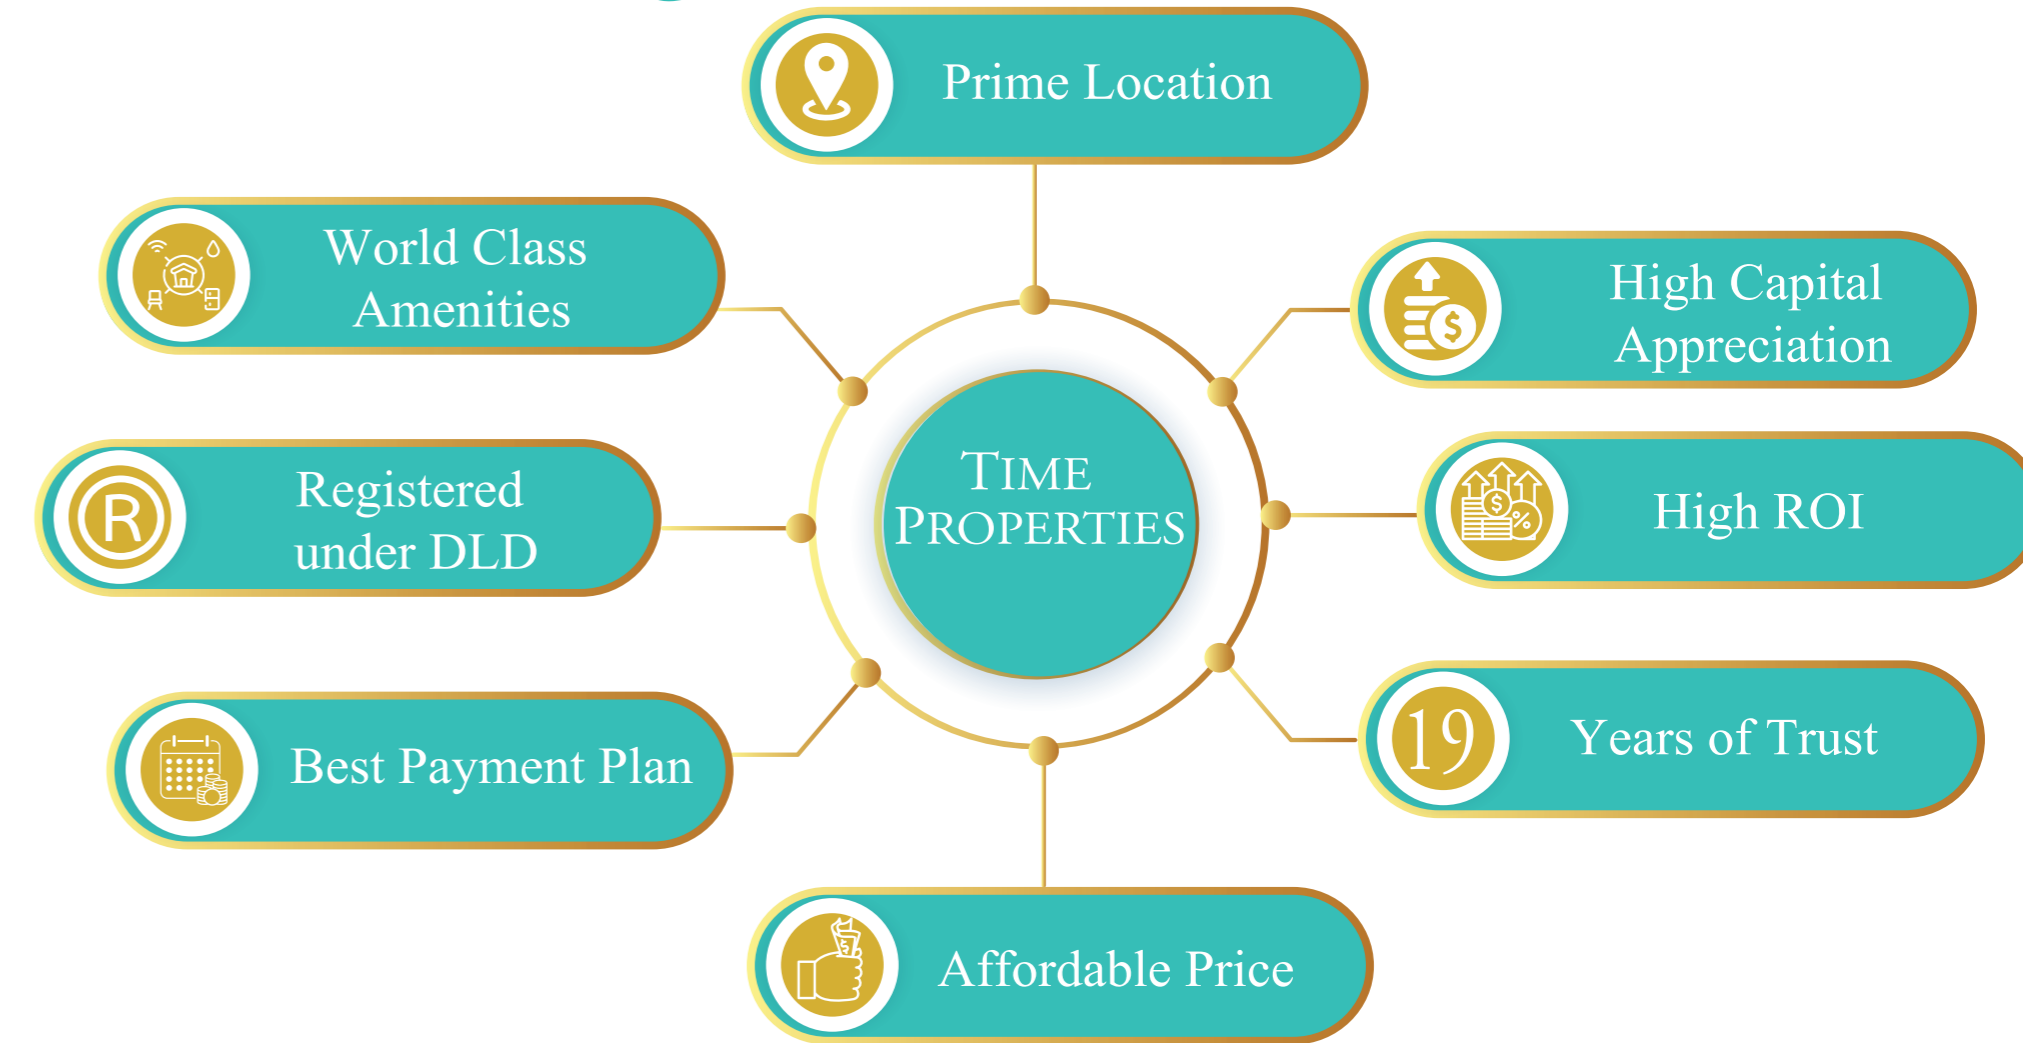 Prime Location
World Class
Amenities
High Capital
Appreciation
TIME
PROPERTIES
Registered
under DLD
R
High ROI
19
Years of Trust
Best Payment Plan
Affordable Price
$
$
%
$